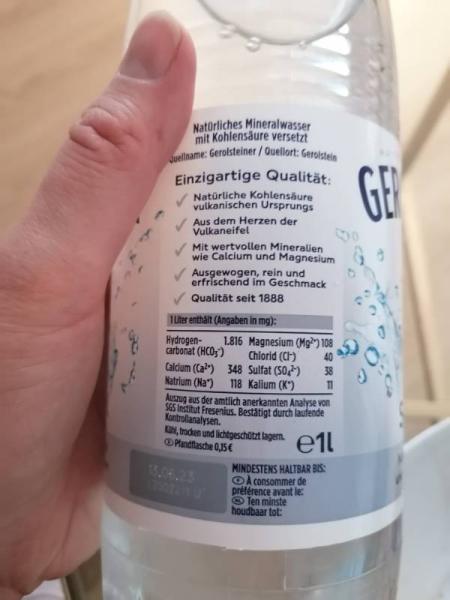 Natürliches Mineralwasser
mit Kohlensäure versetzt
Quellname: Gerolsteiner / Quellort: Gerolstein
Einzigartige Qualität:
Natürliche Kohlensäure
vulkanischen Ursprungs
Aus dem Herzen der
Vulkaneifel
Mit wertvollen Mineralien
wie Calcium und Magnesium
Ausgewogen, rein und
erfrischend im Geschmack
Qualität seit 1888
GER
1 Liter enthält (Angaben in mg):
Hydrogen- 1.816 Magnesium (Mg²⁺) 108
carbonat (HCO₃⁻) Chlorid (Cl⁻) 40
Calcium (Ca²⁺) 348 Sulfat (SO₄²⁻) 38
Natrium (Na⁺) 118 Kalium (K⁺) 11
Auszug aus der amtlich anerkannten Analyse von
SGS Institut Fresenius. Bestätigt durch laufende
Kontrollanalysen.
Kühl, trocken und lichtgeschützt lagern.
Ⓓ Pfandflasche 0,15 €
℮1l
13.06.23
MINDESTENS HALTBAR BIS:
À consommer de
préférence avant le:
Ten minste
houdbaar tot: